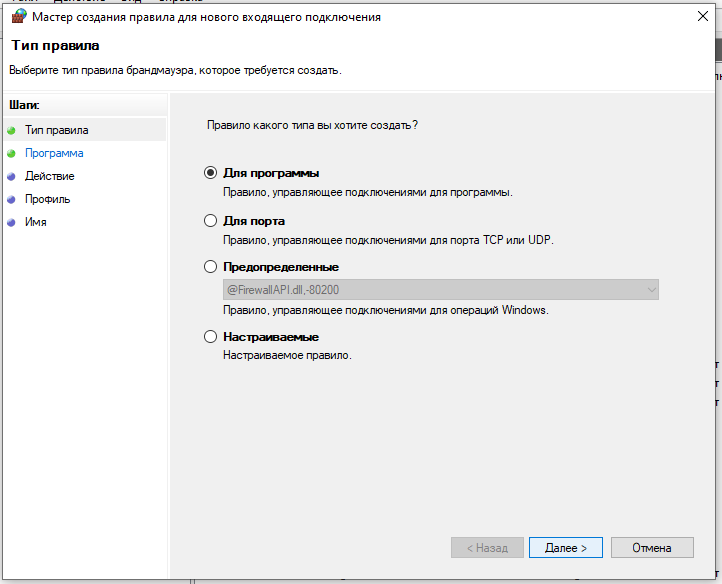 Мастер создания правила для нового входящего подключения
Тип правила
Выберите тип правила брандмауэра, которое требуется создать.
Шаги:
Тип правила
Программа
Действие
Профиль
Имя
Правило какого типа вы хотите создать?
Для программы
Правило, управляющее подключениями для программы.
Для порта
Правило, управляющее подключениями для порта TCP или UDP.
Предопределенные
@FirewallAPI.dll,-80200
Правило, управляющее подключениями для операций Windows.
Настраиваемые
Настраиваемое правило.
< Назад
Далее >
Отмена